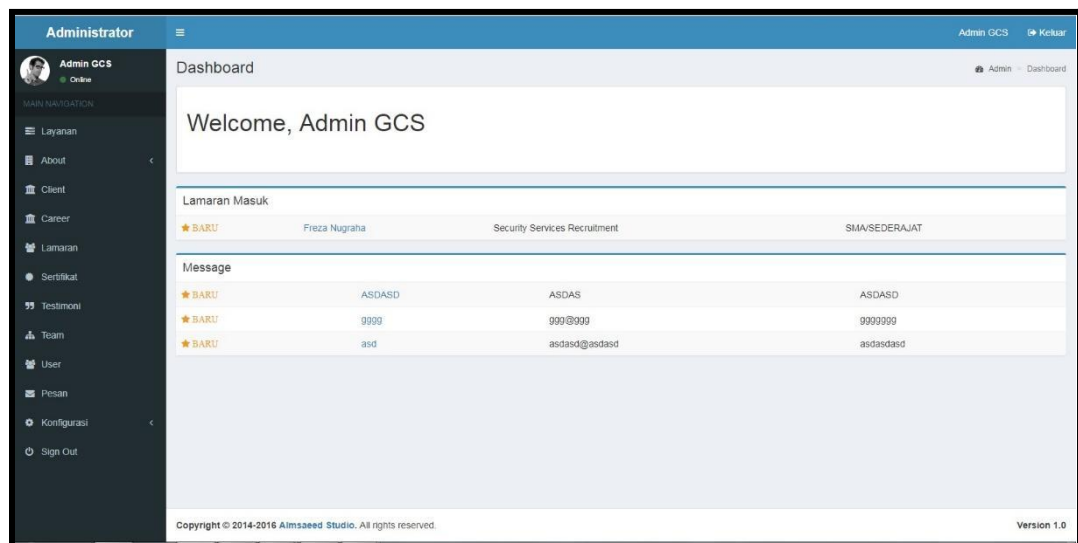 Administrator
Admin GCS Keluar
Admin GCS
Online
Dashboard
Admin > Dashboard
MAIN NAVIGATION
Layanan
About
Client
Career
Lamaran
Sertifikat
Testimoni
Team
User
Pesan
Konfigurasi
Sign Out
Welcome, Admin GCS
Lamaran Masuk
BARU Freza Nugraha Security Services Recruitment SMA/SEDERAJAT
Message
BARU ASDASD ASDAS ASDASD
BARU gggg ggg@ggg ggggggg
BARU asd asdasd@asdasd asdasdasd
Copyright © 2014-2016 Almsaeed Studio. All rights reserved. Version 1.0